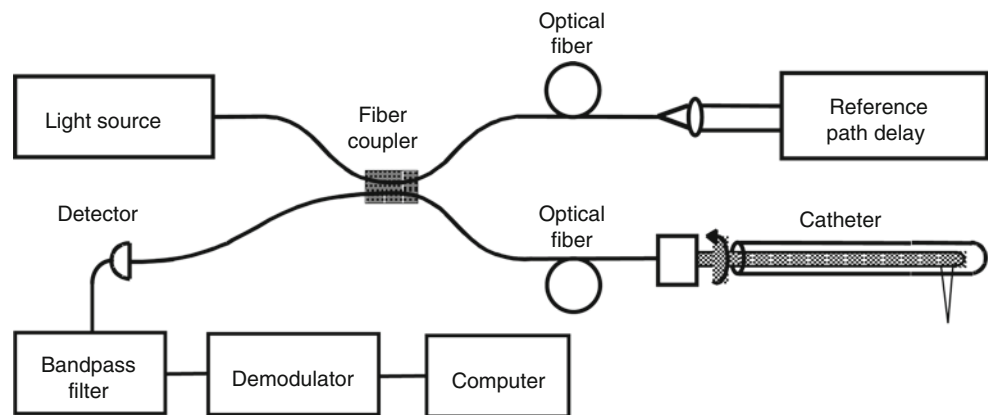 Optical
fiber
Light source
Fiber
coupler
Reference
path delay
Detector
Optical
fiber
Catheter
Bandpass
filter
Demodulator
Computer